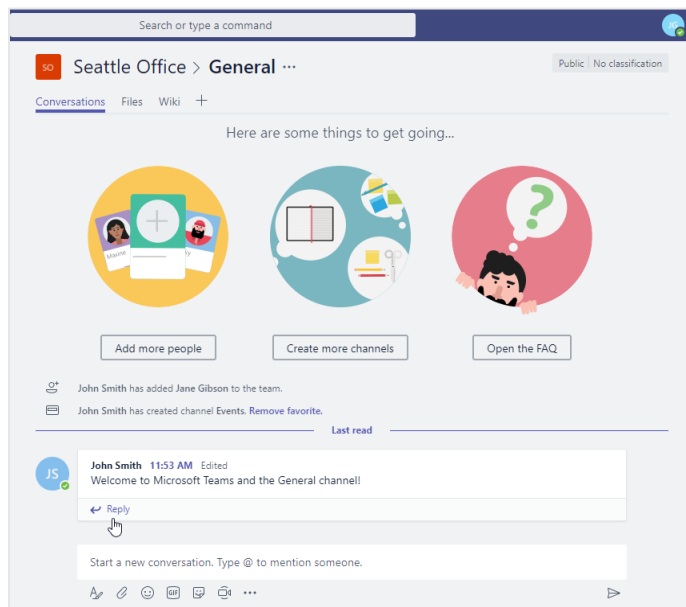 Search or type a command
JS
SO Seattle Office > General ...
Public No classification
Conversations Files Wiki +
Here are some things to get going...
Maxine
Add more people
Create more channels
Open the FAQ
John Smith has added Jane Gibson to the team.
John Smith has created channel Events. Remove favorite.
Last read
JS
John Smith 11:53 AM Edited
Welcome to Microsoft Teams and the General channel!
Reply
Start a new conversation. Type @ to mention someone.
GIF